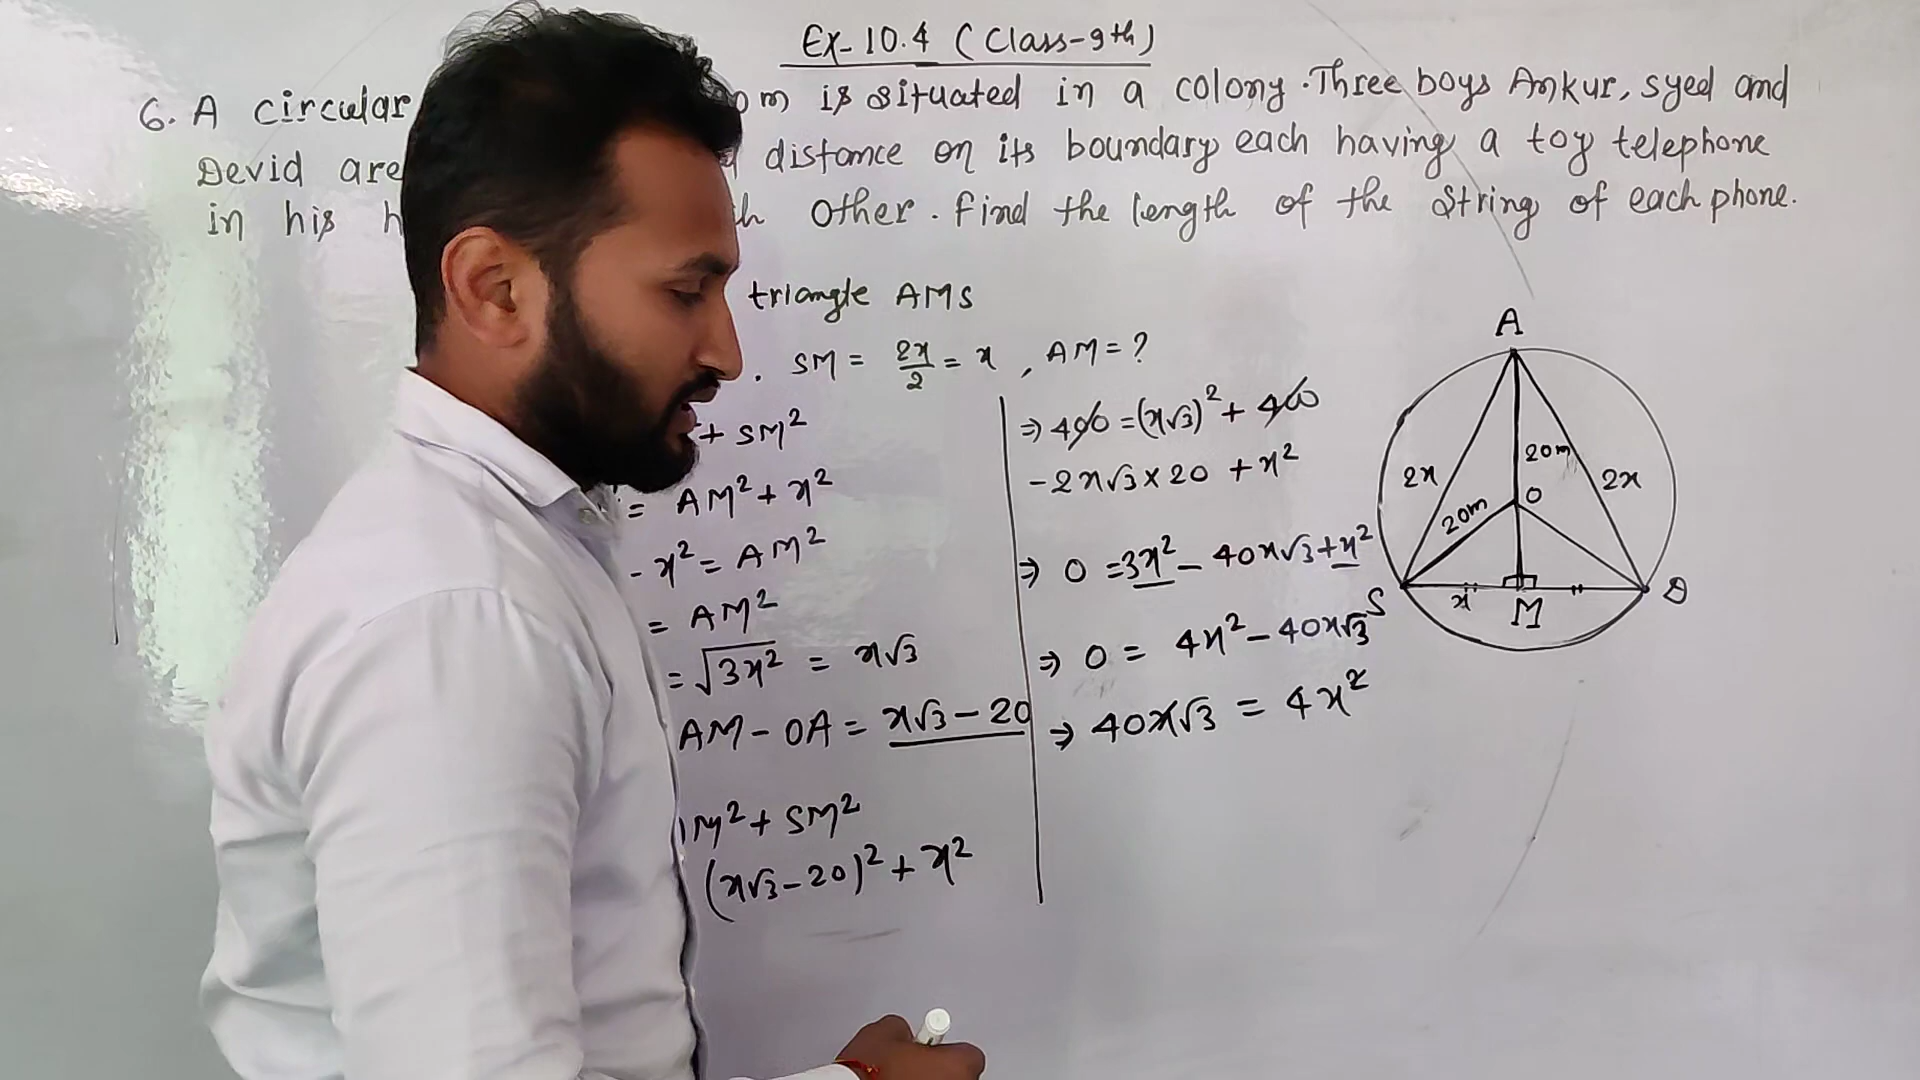 Ex-10.4 (Class-9th)
6. A circular om is situated in a colony. Three boys Ankur, syed and
Devid are distance on its boundary each having a toy telephone
in his other. Find the length of the string of each phone.
triangle AMS
. SM = 2x/2 = x , AM = ?
+ SM²
= AM² + x²
- x² = AM²
= AM²
= √3x² = x√3
AM - OA = x√3 - 20
M² + SM²
(x√3 - 20)² + x²
⇒ 400 = (x√3)² + 400
- 2x√3 × 20 + x²
⇒ 0 = 3x² - 40x√3 + x²
⇒ 0 = 4x² - 40x√3
⇒ 40x√3 = 4x²
A
2x 20m 2x
20m O
S x M D